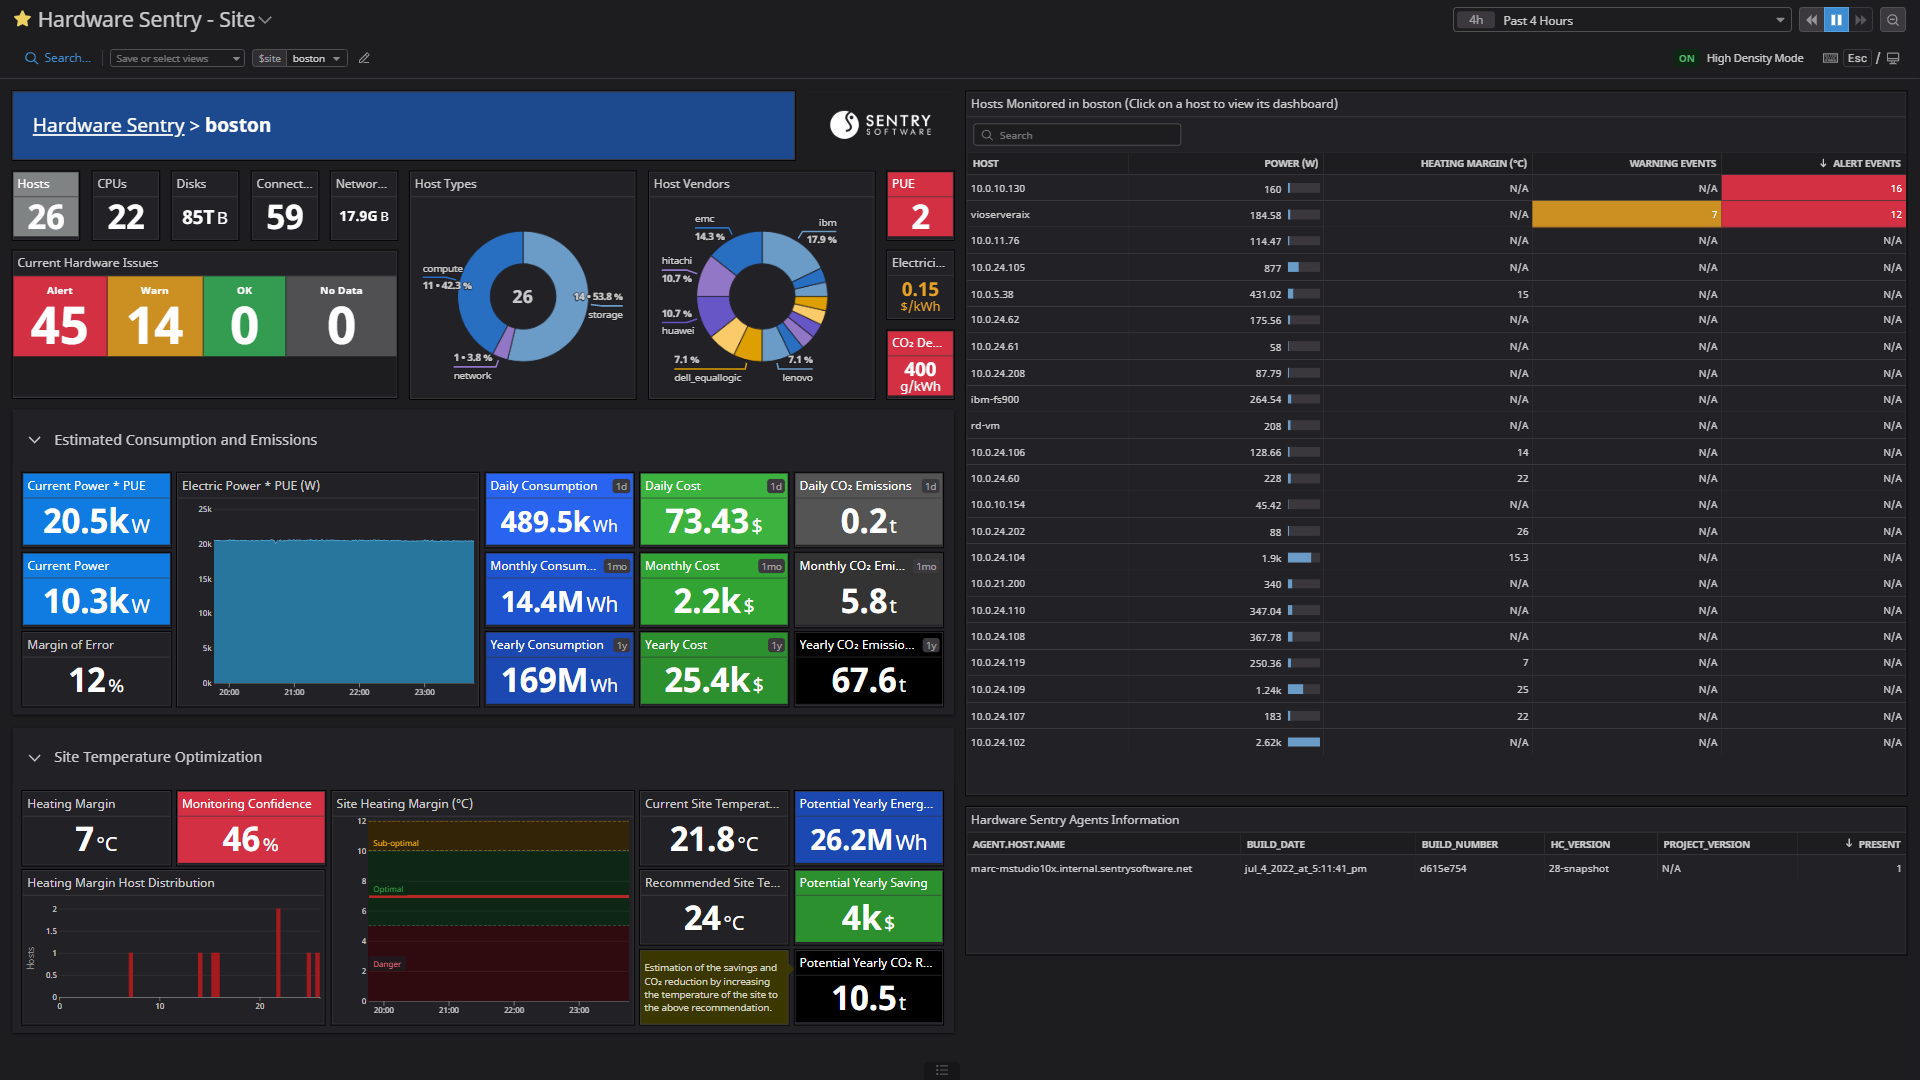 Hardware Sentry - Site
4h Past 4 Hours
Search...
Save or select views
$site boston
ON High Density Mode Esc /
Hardware Sentry > boston
SENTRY
SOFTWARE
Hosts
26
CPUs
22
Disks
85T B
Connect...
59
Networ...
17.9G B
Host Types
compute
11 • 42.3 %
26
14 • 53.8 %
storage
1 • 3.8 %
network
Host Vendors
emc
14.3 %
ibm
17.9 %
hitachi
10.7 %
10.7 %
huawei
7.1 %
dell_equallogic
7.1 %
lenovo
PUE
2
Electrici...
0.15
$/kWh
CO₂ De...
400
g/kWh
Current Hardware Issues
Alert
45
Warn
14
OK
0
No Data
0
Estimated Consumption and Emissions
Current Power * PUE
20.5k W
Current Power
10.3k W
Margin of Error
12 %
Electric Power * PUE (W)
25k
20k
15k
10k
5k
0k
20:00 21:00 22:00 23:00
Daily Consumption 1d
489.5k Wh
Daily Cost 1d
73.43 $
Daily CO₂ Emissions 1d
0.2 t
Monthly Consum... 1mo
14.4M Wh
Monthly Cost 1mo
2.2k $
Monthly CO₂ Emi... 1mo
5.8 t
Yearly Consumption 1y
169M Wh
Yearly Cost 1y
25.4k $
Yearly CO₂ Emissio... 1y
67.6 t
Site Temperature Optimization
Heating Margin
7 °C
Monitoring Confidence
46 %
Heating Margin Host Distribution
Hosts
2
1.5
1
0.5
0
0 10 20
Site Heating Margin (°C)
12
10
8
6
4
2
0
Sub-optimal
Optimal
Danger
20:00 21:00 22:00 23:00
Current Site Temperat...
21.8 °C
Recommended Site Te...
24 °C
Estimation of the savings and
CO₂ reduction by increasing
the temperature of the site to
the above recommendation.
Potential Yearly Energ...
26.2M Wh
Potential Yearly Saving
4k $
Potential Yearly CO₂ R...
10.5 t
Hosts Monitored in boston (Click on a host to view its dashboard)
Search
HOST POWER (W) HEATING MARGIN (°C) WARNING EVENTS ↓ ALERT EVENTS
10.0.10.130 160 N/A N/A 16
vioserveraix 184.58 N/A 7 12
10.0.11.76 114.47 N/A N/A N/A
10.0.24.105 877 N/A N/A N/A
10.0.5.38 431.02 15 N/A N/A
10.0.24.62 175.56 N/A N/A N/A
10.0.24.61 58 N/A N/A N/A
10.0.24.208 87.79 N/A N/A N/A
ibm-fs900 264.54 N/A N/A N/A
rd-vm 208 N/A N/A N/A
10.0.24.106 128.66 14 N/A N/A
10.0.24.60 228 22 N/A N/A
10.0.10.154 45.42 N/A N/A N/A
10.0.24.202 88 26 N/A N/A
10.0.24.104 1.9k 15.3 N/A N/A
10.0.21.200 340 N/A N/A N/A
10.0.24.110 347.04 N/A N/A N/A
10.0.24.108 367.78 N/A N/A N/A
10.0.24.119 250.36 7 N/A N/A
10.0.24.109 1.24k 25 N/A N/A
10.0.24.107 183 22 N/A N/A
10.0.24.102 2.62k N/A N/A N/A
Hardware Sentry Agents Information
AGENT.HOST.NAME BUILD_DATE BUILD_NUMBER HC_VERSION PROJECT_VERSION ↓ PRESENT
marc-mstudio10x.internal.sentrysoftware.net jul_4_2022_at_5:11:41_pm d615e754 28-snapshot N/A 1